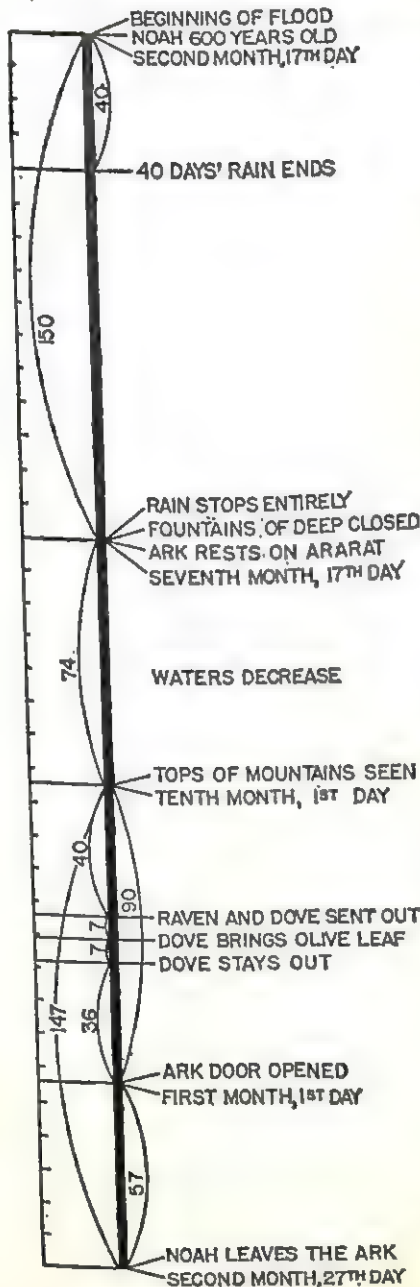 BEGINNING OF FLOOD
NOAH 600 YEARS OLD
SECOND MONTH, 17TH DAY
40
40 DAYS' RAIN ENDS
150
RAIN STOPS ENTIRELY
FOUNTAINS OF DEEP CLOSED
ARK RESTS ON ARARAT
SEVENTH MONTH, 17TH DAY
74
WATERS DECREASE
TOPS OF MOUNTAINS SEEN
TENTH MONTH, 1ST DAY
40
90
RAVEN AND DOVE SENT OUT
7
DOVE BRINGS OLIVE LEAF
7
DOVE STAYS OUT
147
36
ARK DOOR OPENED
FIRST MONTH, 1ST DAY
57
NOAH LEAVES THE ARK
SECOND MONTH, 27TH DAY